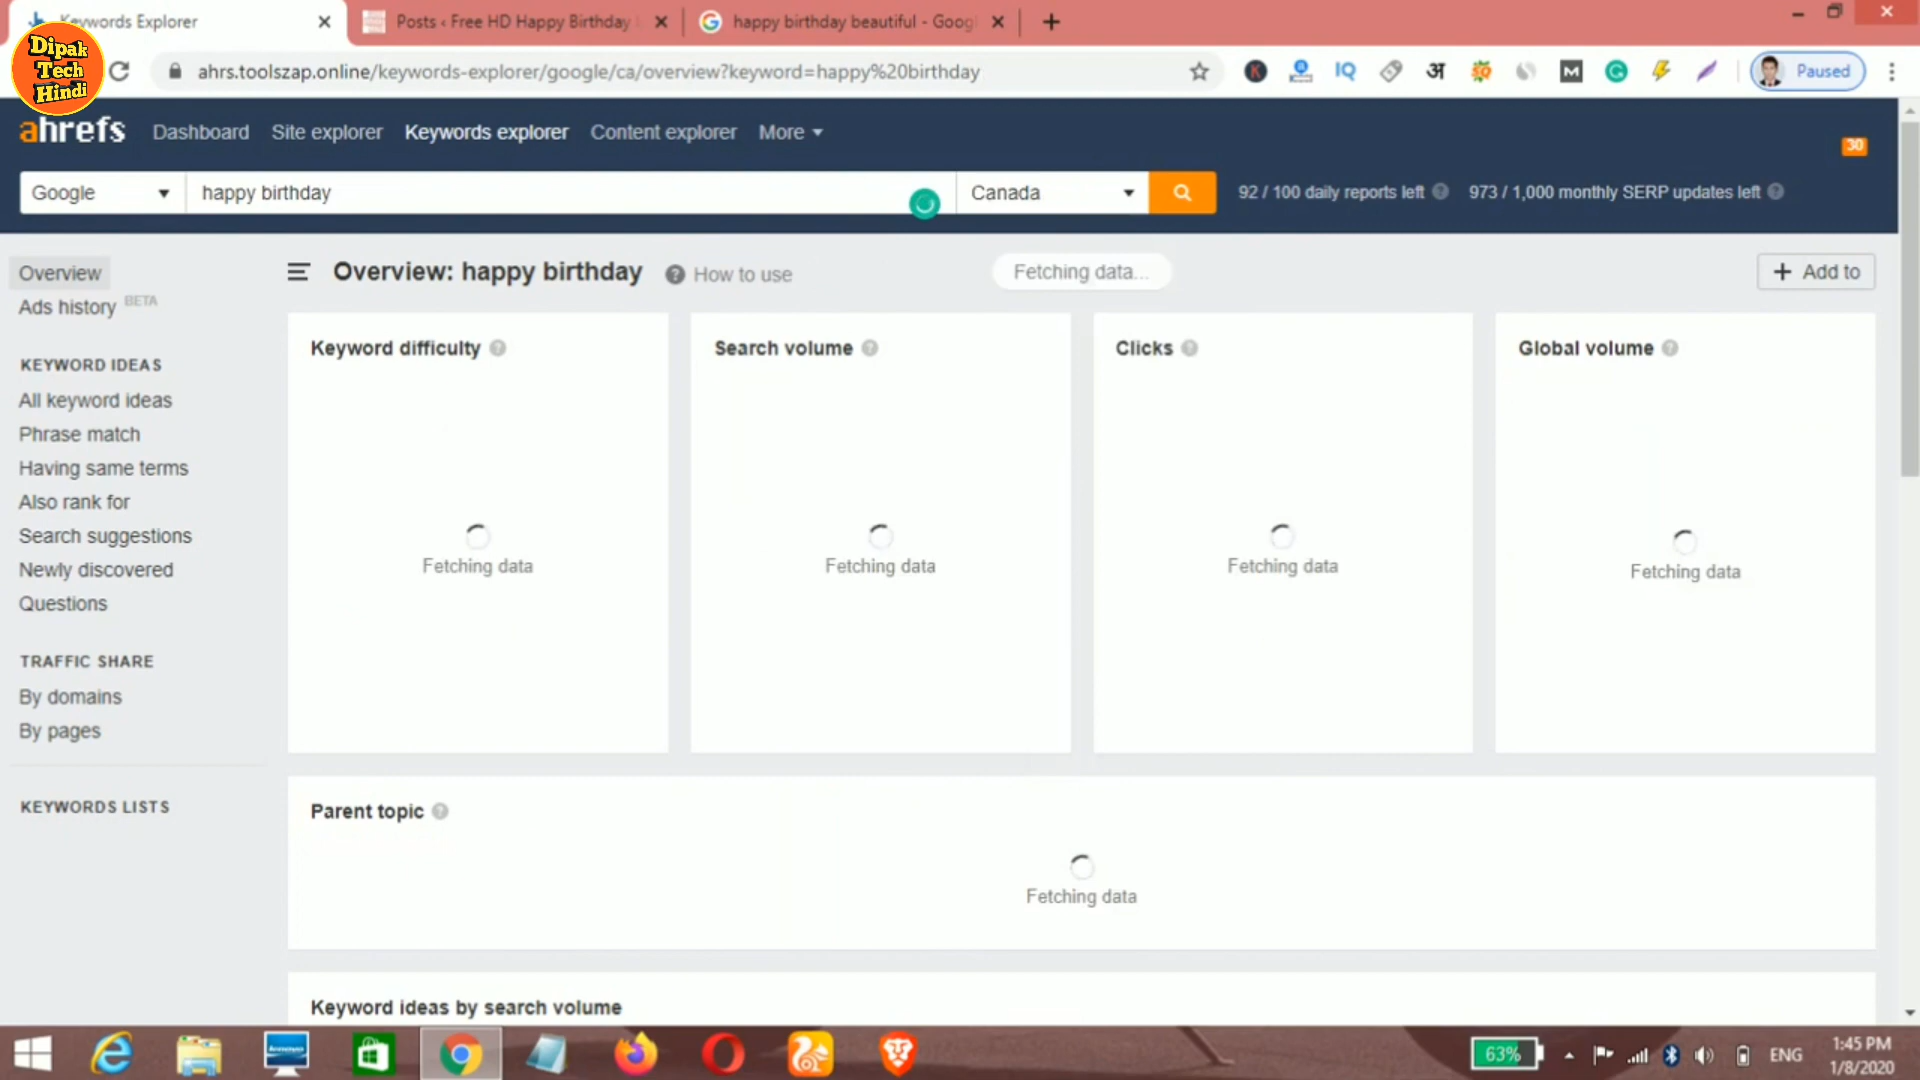 Keywords Explorer
Posts ‹ Free HD Happy Birthday
happy birthday beautiful - Goog
Dipak
Tech
Hindi
ahrs.toolszap.online/keywords-explorer/google/ca/overview?keyword=happy%20birthday
K
IQ
अ
M
Paused
ahrefs
Dashboard
Site explorer
Keywords explorer
Content explorer
More
30
Google
happy birthday
Canada
92 / 100 daily reports left
973 / 1,000 monthly SERP updates left
Overview
Ads history BETA
KEYWORD IDEAS
All keyword ideas
Phrase match
Having same terms
Also rank for
Search suggestions
Newly discovered
Questions
TRAFFIC SHARE
By domains
By pages
KEYWORDS LISTS
Overview: happy birthday
How to use
Fetching data...
+ Add to
Keyword difficulty
Fetching data
Search volume
Fetching data
Clicks
Fetching data
Global volume
Fetching data
Parent topic
Fetching data
Keyword ideas by search volume
63%
ENG
1:45 PM
1/8/2020